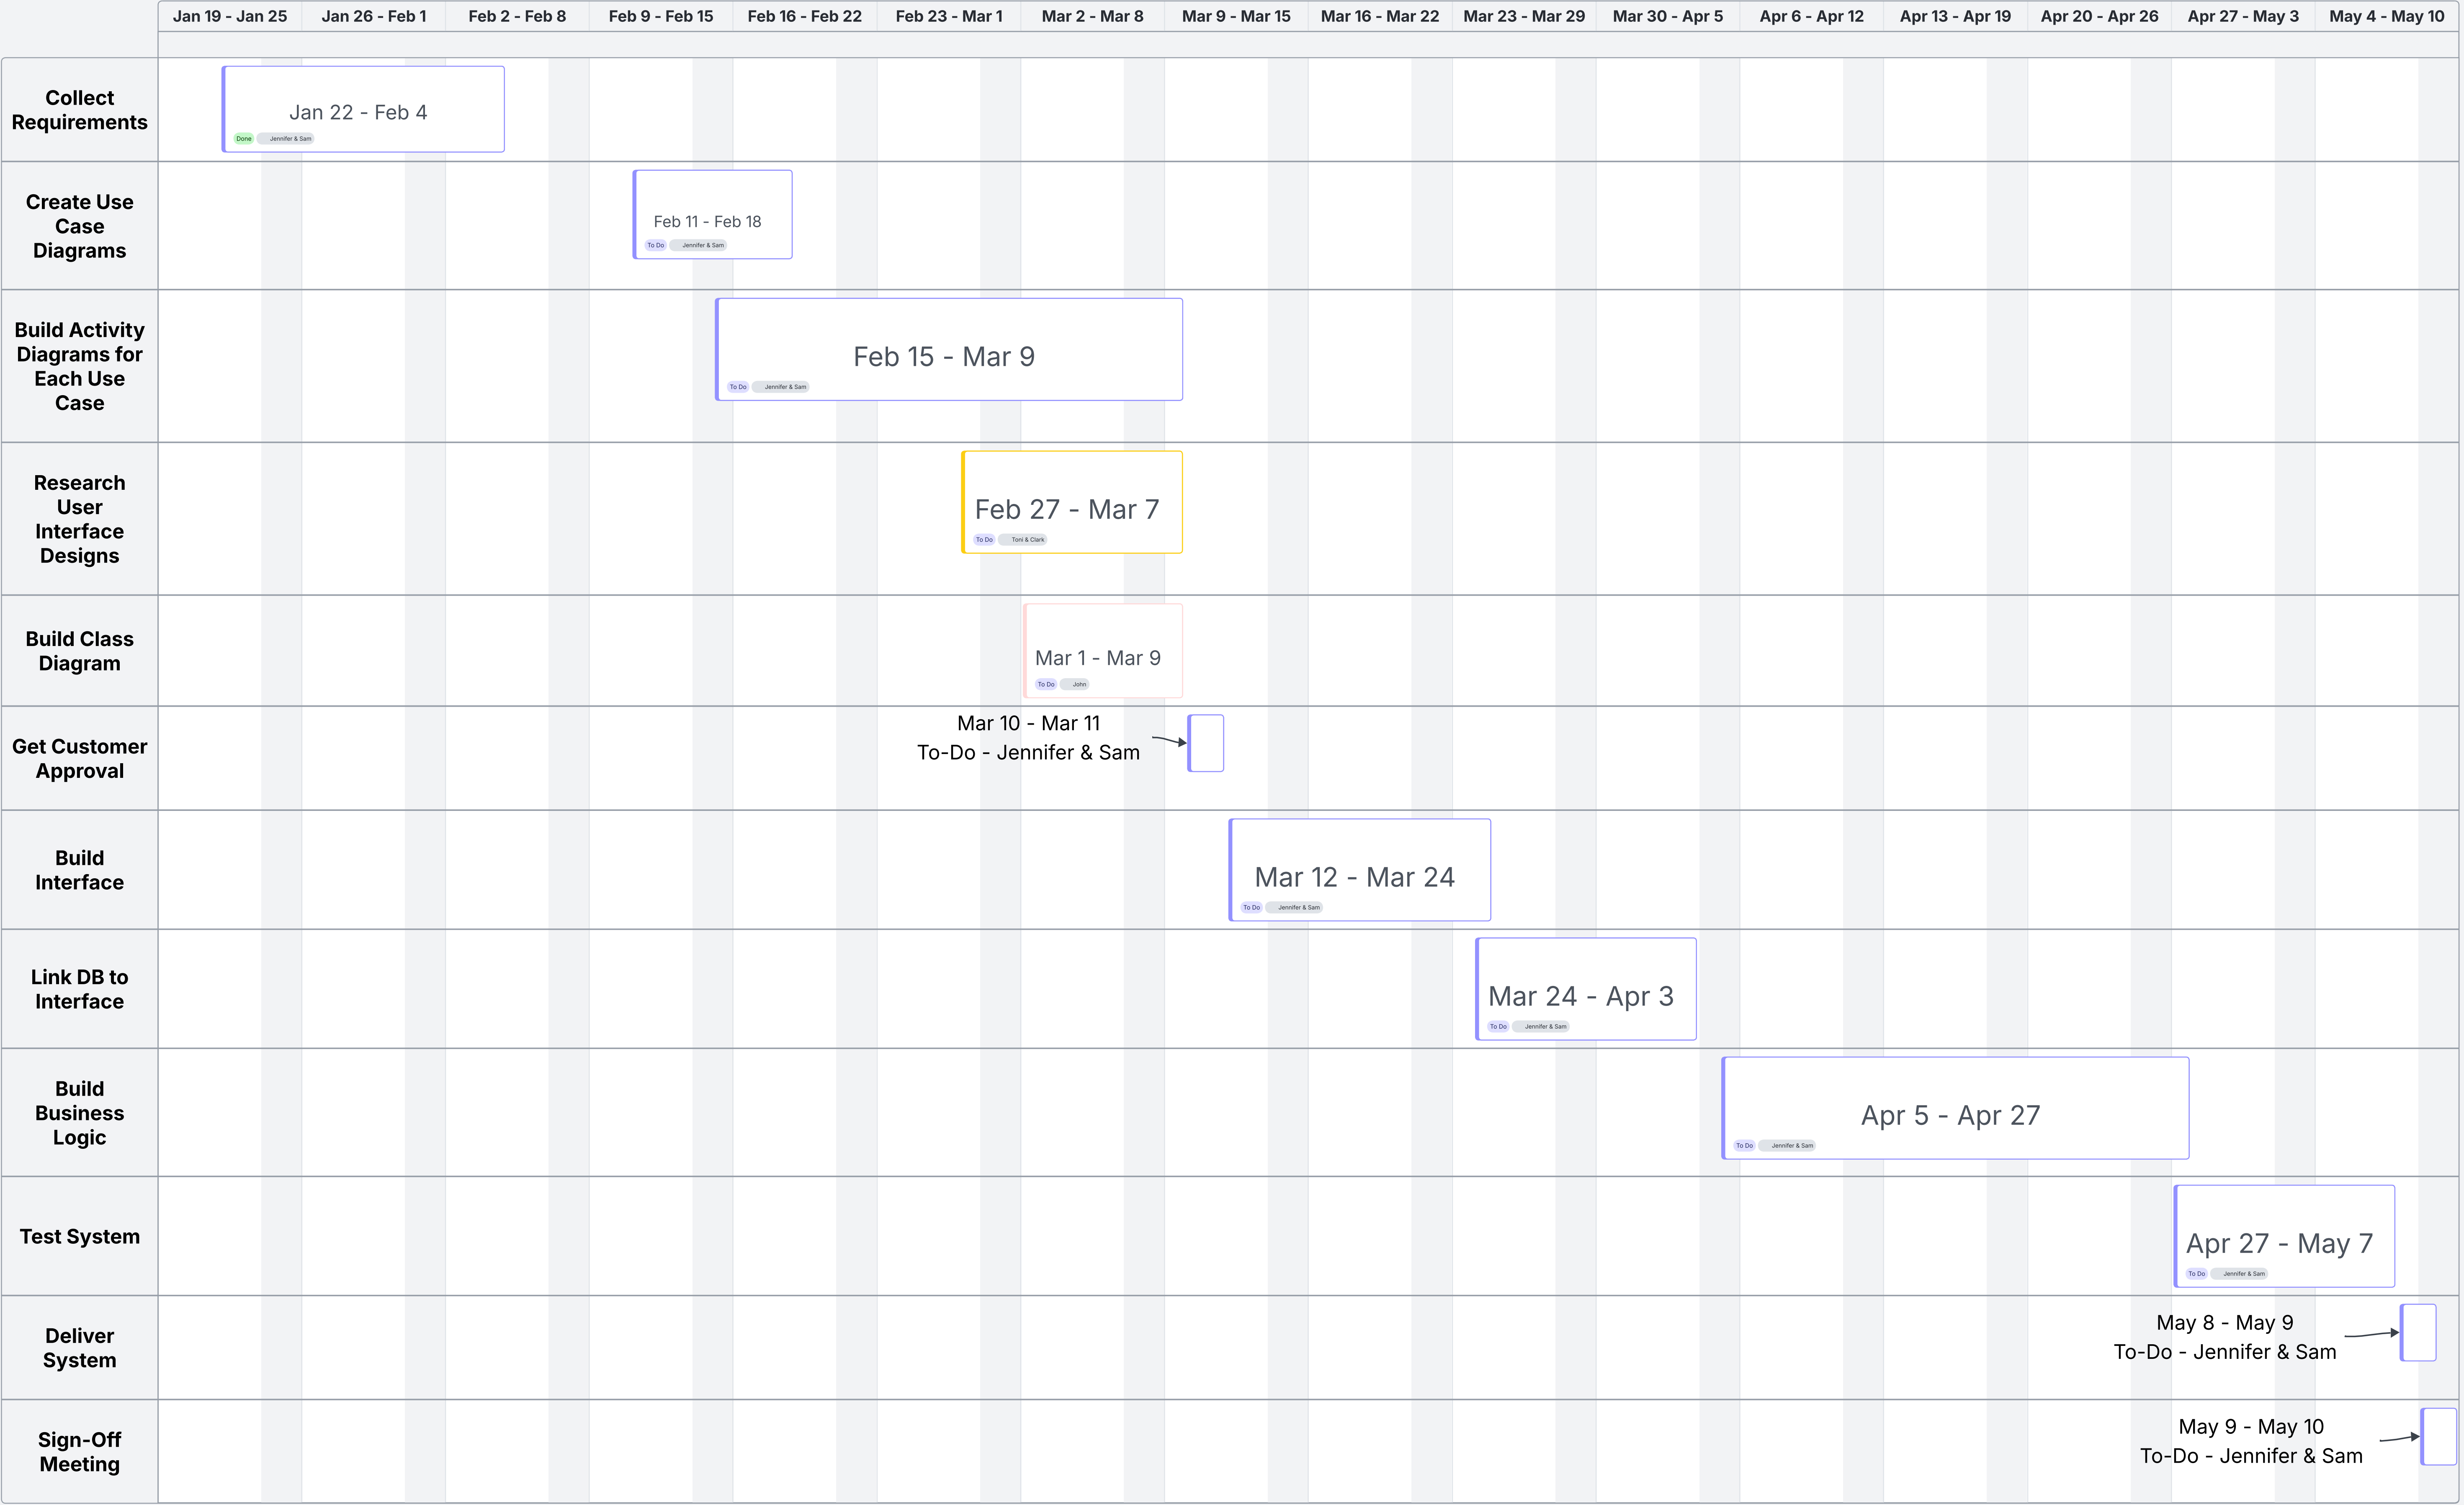 Jan 19 - Jan 25 Jan 26 - Feb 1 Feb 2 - Feb 8 Feb 9 - Feb 15 Feb 16 - Feb 22 Feb 23 - Mar 1 Mar 2 - Mar 8 Mar 9 - Mar 15 Mar 16 - Mar 22 Mar 23 - Mar 29 Mar 30 - Apr 5 Apr 6 - Apr 12 Apr 13 - Apr 19 Apr 20 - Apr 26 Apr 27 - May 3 May 4 - May 10
Collect
Requirements
Jan 22 - Feb 4
Done Jennifer & Sam
Create Use
Case
Diagrams
Feb 11 - Feb 18
To Do Jennifer & Sam
Build Activity
Diagrams for
Each Use
Case
Feb 15 - Mar 9
To Do Jennifer & Sam
Research
User
Interface
Designs
Feb 27 - Mar 7
To Do Toni & Clark
Build Class
Diagram
Mar 1 - Mar 9
To Do John
Get Customer
Approval
Mar 10 - Mar 11
To-Do - Jennifer & Sam
Build
Interface
Mar 12 - Mar 24
To Do Jennifer & Sam
Link DB to
Interface
Mar 24 - Apr 3
To Do Jennifer & Sam
Build
Business
Logic
Apr 5 - Apr 27
To Do Jennifer & Sam
Test System
Apr 27 - May 7
To Do Jennifer & Sam
Deliver
System
May 8 - May 9
To-Do - Jennifer & Sam
Sign-Off
Meeting
May 9 - May 10
To-Do - Jennifer & Sam